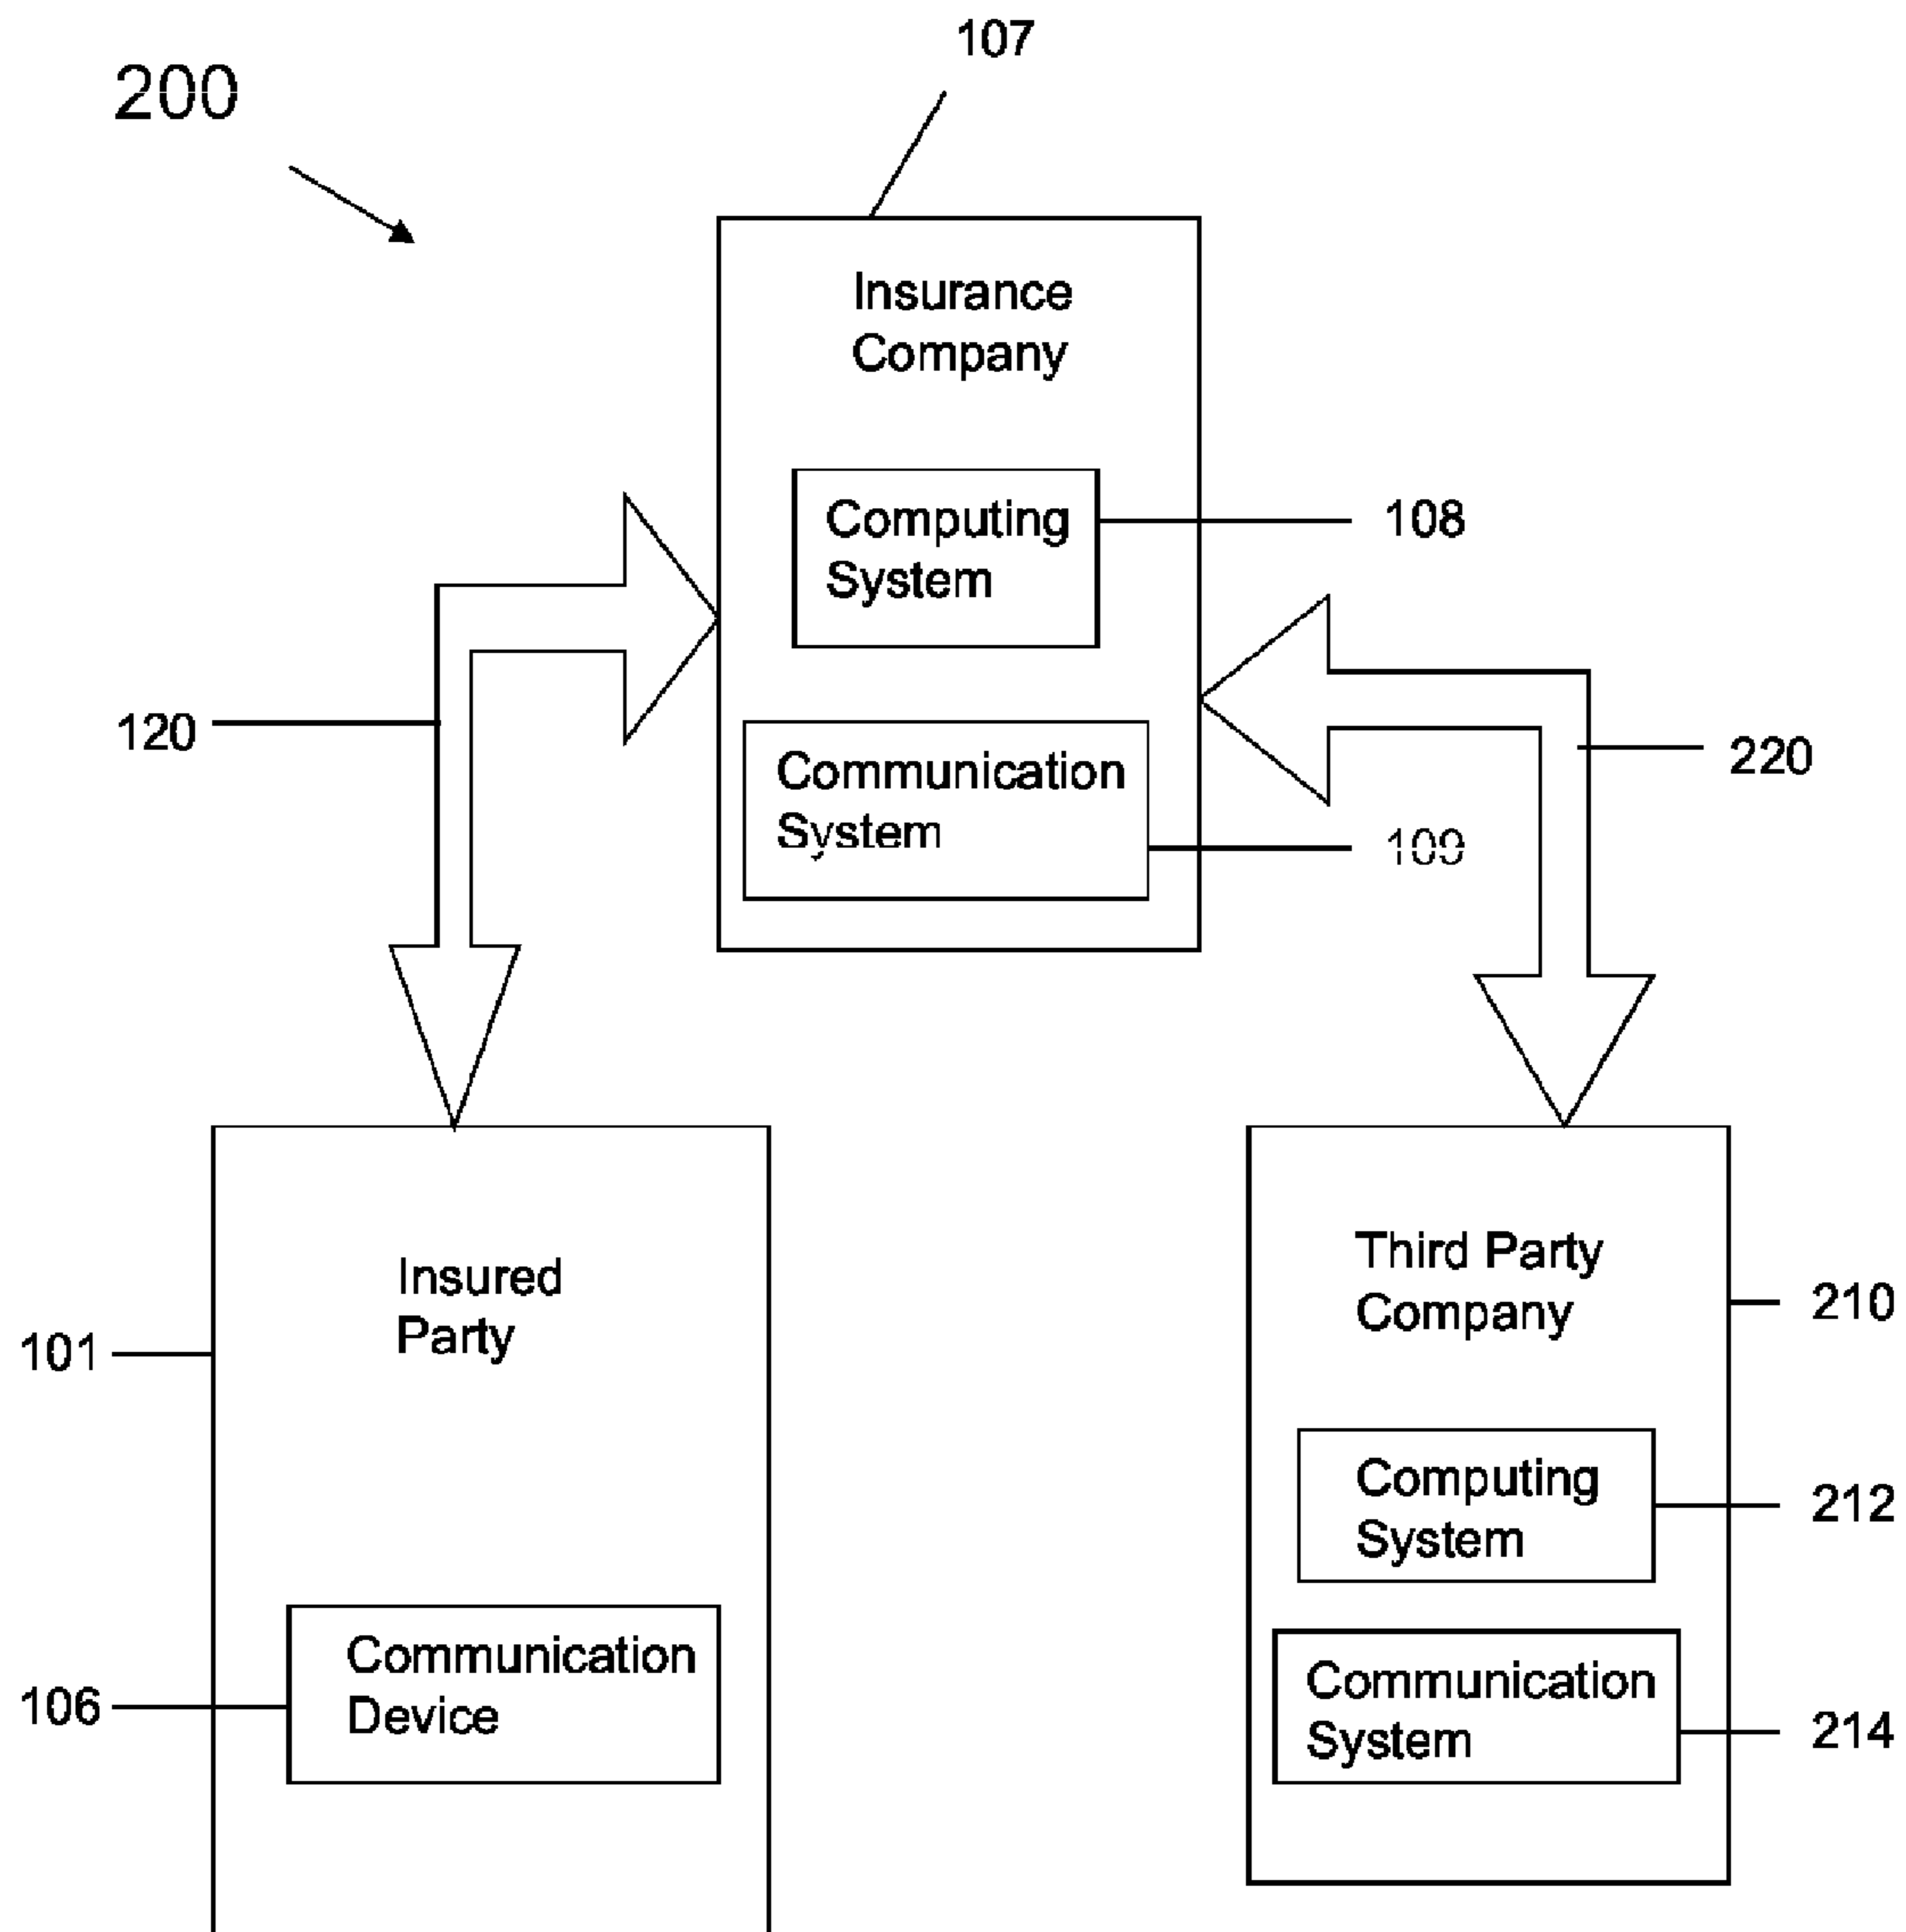 107
200
Insurance
Company
Computing
System
108
120
Communication
System
220
109
Insured
Party
Third Party
Company
210
101
Computing
System
212
Communication
Device
106
Communication
System
214